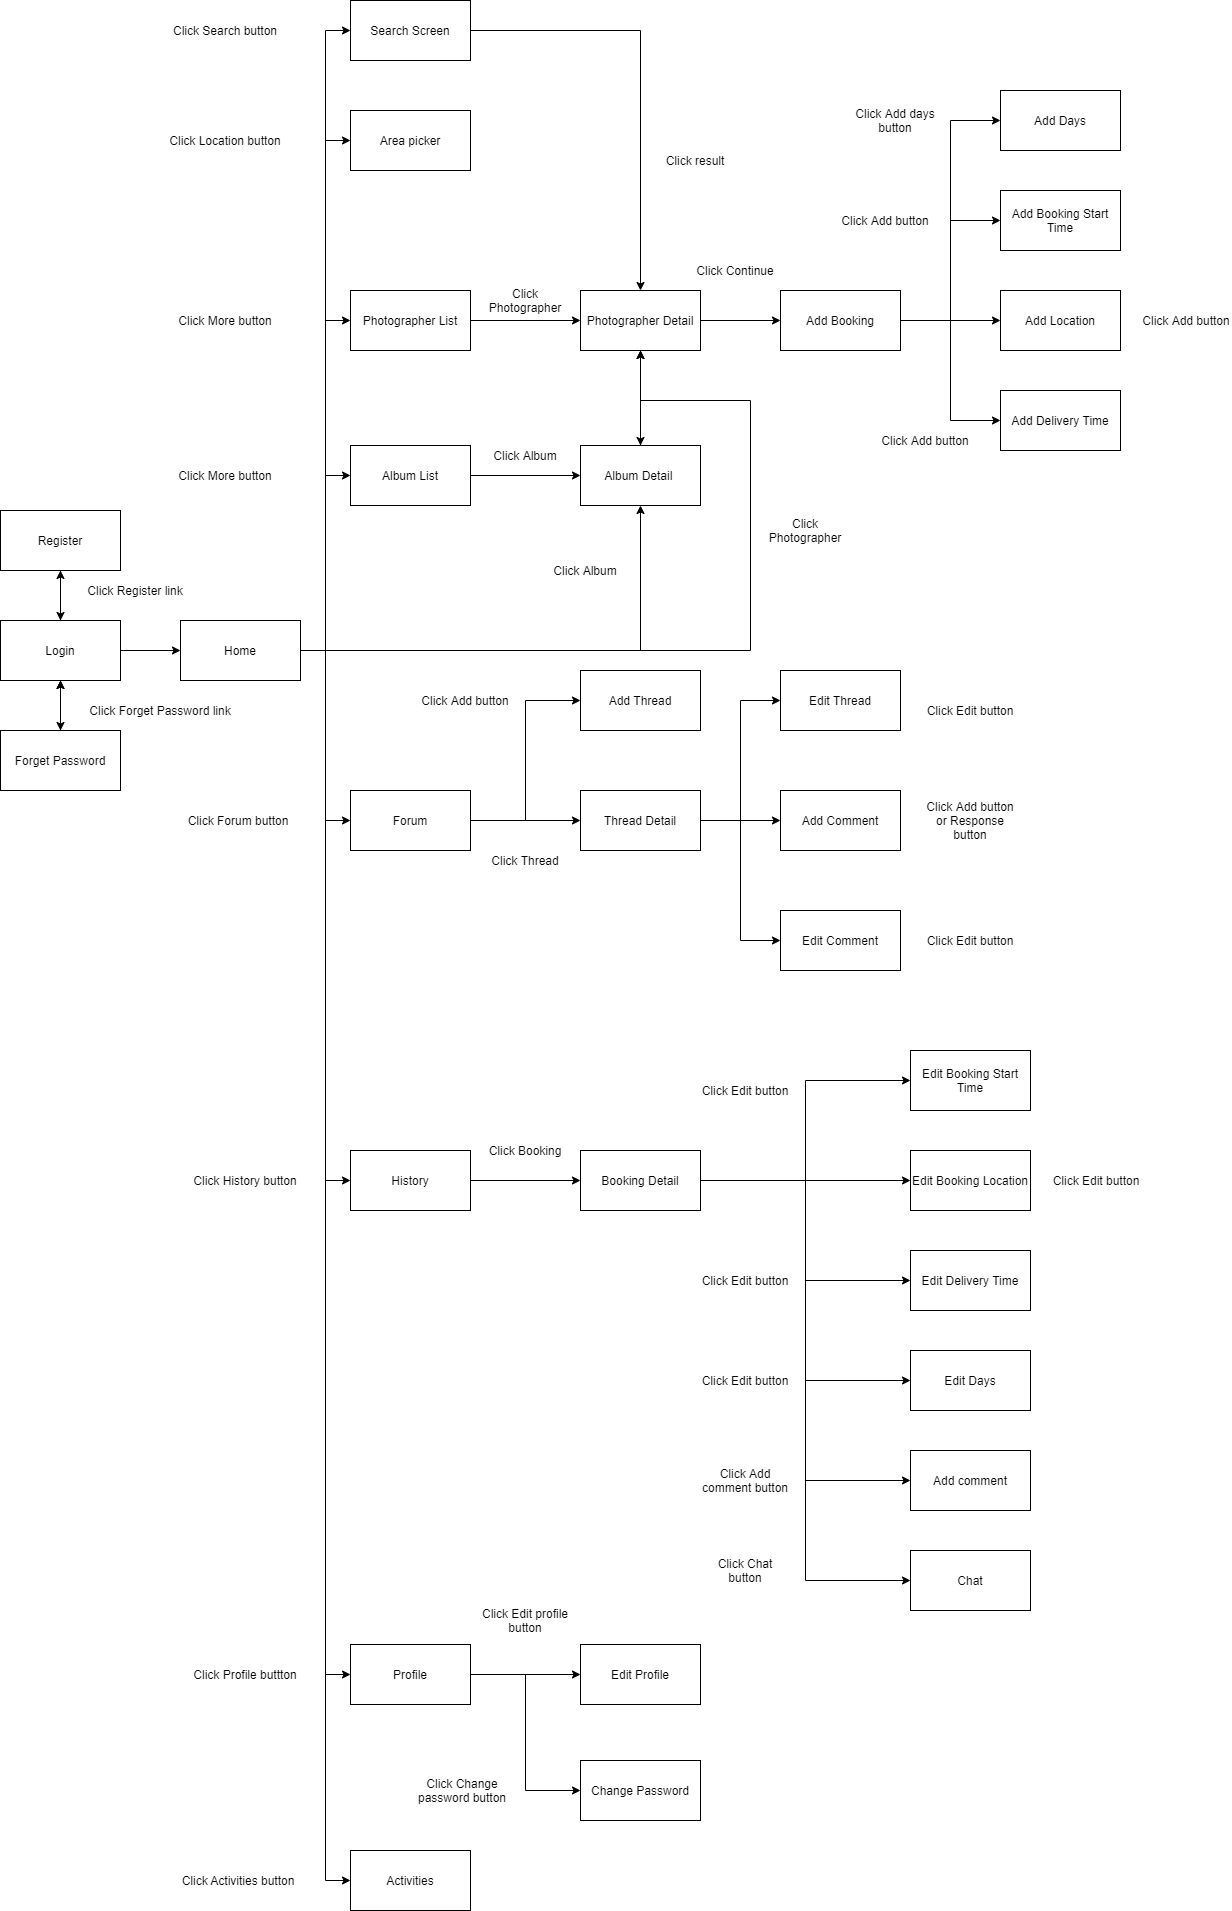 Click Search button
Search Screen
Click Add days
button
Add Days
Click Location button
Area picker
Click result
Click Add button
Add Booking Start
Time
Click Continue
Click More button
Photographer List
Click
Photographer
Photographer Detail
Add Booking
Add Location
Click Add button
Add Delivery Time
Click Add button
Click More button
Album List
Click Album
Album Detail
Click
Photographer
Register
Click Album
Click Register link
Login
Home
Click Forget Password link
Forget Password
Click Add button
Add Thread
Edit Thread
Click Edit button
Click Forum button
Forum
Click Thread
Thread Detail
Add Comment
Click Add button
or Response
button
Edit Comment
Click Edit button
Click Edit button
Edit Booking Start
Time
Click History button
History
Click Booking
Booking Detail
Edit Booking Location
Click Edit button
Click Edit button
Edit Delivery Time
Click Edit button
Edit Days
Click Add
comment button
Add comment
Click Chat
button
Chat
Click Edit profile
button
Click Profile buttton
Profile
Edit Profile
Click Change
password button
Change Password
Click Activities button
Activities